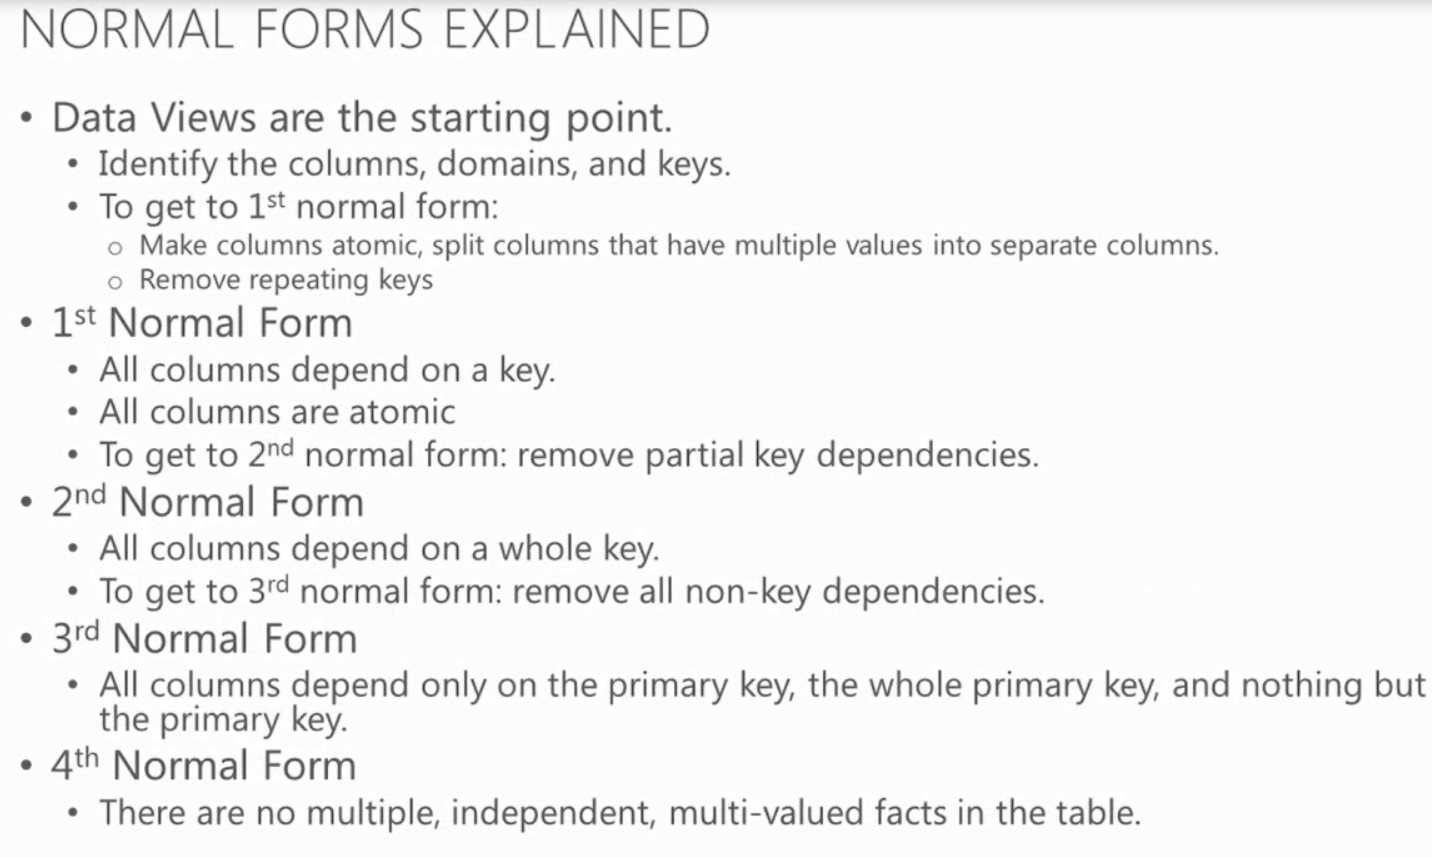 NORMAL FORMS EXPLAINED
• Data Views are the starting point.
• Identify the columns, domains, and keys.
• To get to 1st normal form:
o Make columns atomic, split columns that have multiple values into separate columns.
o Remove repeating keys
• 1st Normal Form
• All columns depend on a key.
• All columns are atomic
• To get to 2nd normal form: remove partial key dependencies.
• 2nd Normal Form
• All columns depend on a whole key.
• To get to 3rd normal form: remove all non-key dependencies.
• 3rd Normal Form
• All columns depend only on the primary key, the whole primary key, and nothing but
the primary key.
• 4th Normal Form
• There are no multiple, independent, multi-valued facts in the table.